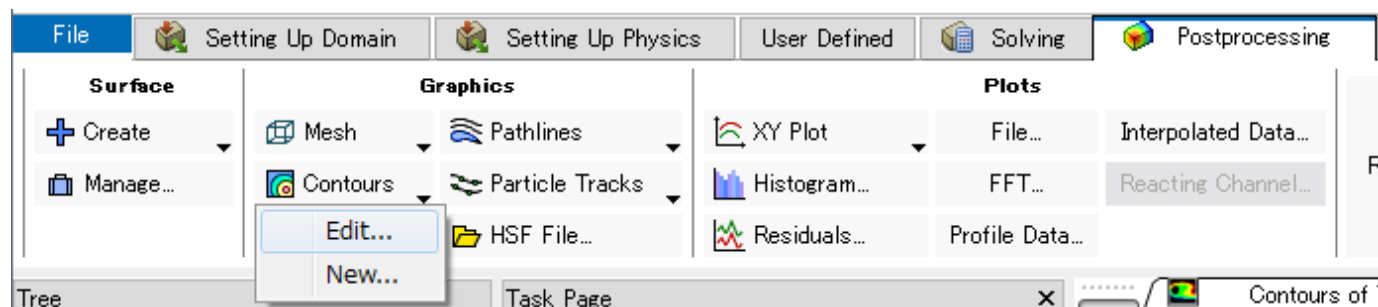 File Setting Up Domain Setting Up Physics User Defined Solving Postprocessing
Surface Graphics Plots
Create Mesh Pathlines XY Plot File... Interpolated Data...
Manage... Contours Particle Tracks Histogram... FFT... Reacting Channel...
Edit... HSF File... Residuals... Profile Data...
New...
Tree Task Page x Contours of